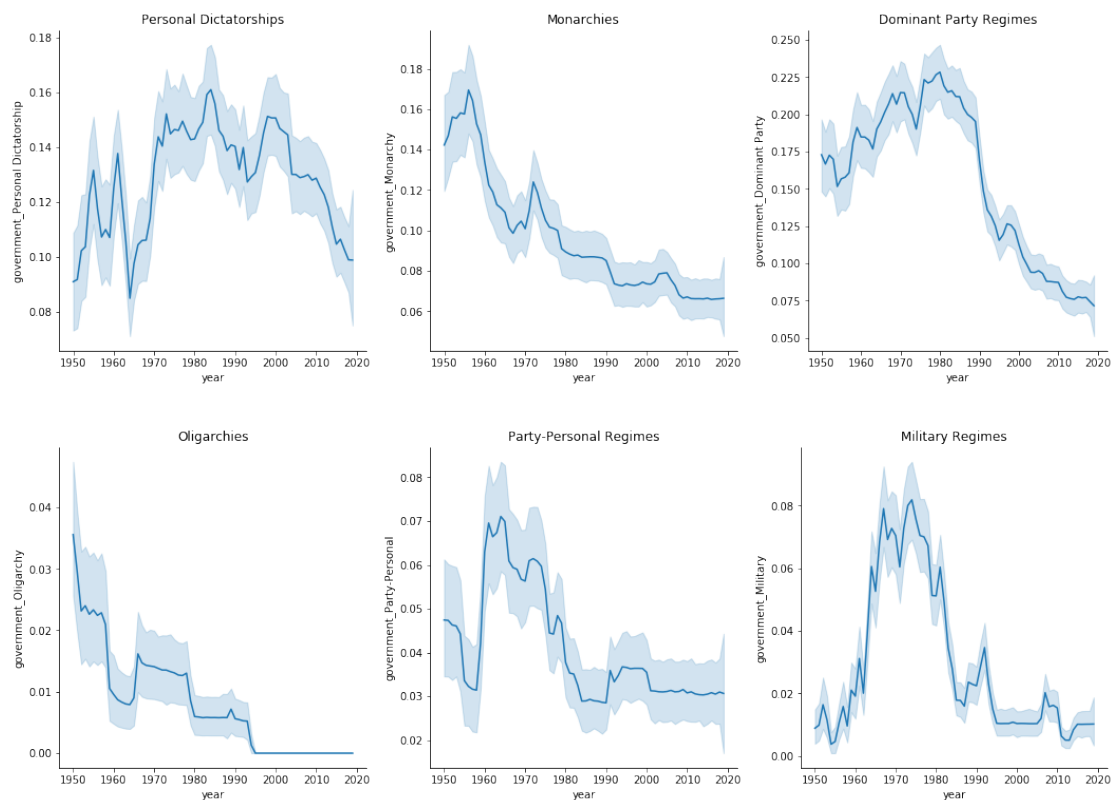 Personal Dictatorships
government_Personal Dictatorship
0.18
0.16
0.14
0.12
0.10
0.08
1950 1960 1970 1980 1990 2000 2010 2020
year
Monarchies
government_Monarchy
0.18
0.16
0.14
0.12
0.10
0.08
0.06
1950 1960 1970 1980 1990 2000 2010 2020
year
Dominant Party Regimes
government_Dominant Party
0.250
0.225
0.200
0.175
0.150
0.125
0.100
0.075
0.050
1950 1960 1970 1980 1990 2000 2010 2020
year
Oligarchies
government_Oligarchy
0.04
0.03
0.02
0.01
0.00
1950 1960 1970 1980 1990 2000 2010 2020
year
Party-Personal Regimes
government_Party-Personal
0.08
0.07
0.06
0.05
0.04
0.03
0.02
1950 1960 1970 1980 1990 2000 2010 2020
year
Military Regimes
government_Military
0.08
0.06
0.04
0.02
0.00
1950 1960 1970 1980 1990 2000 2010 2020
year